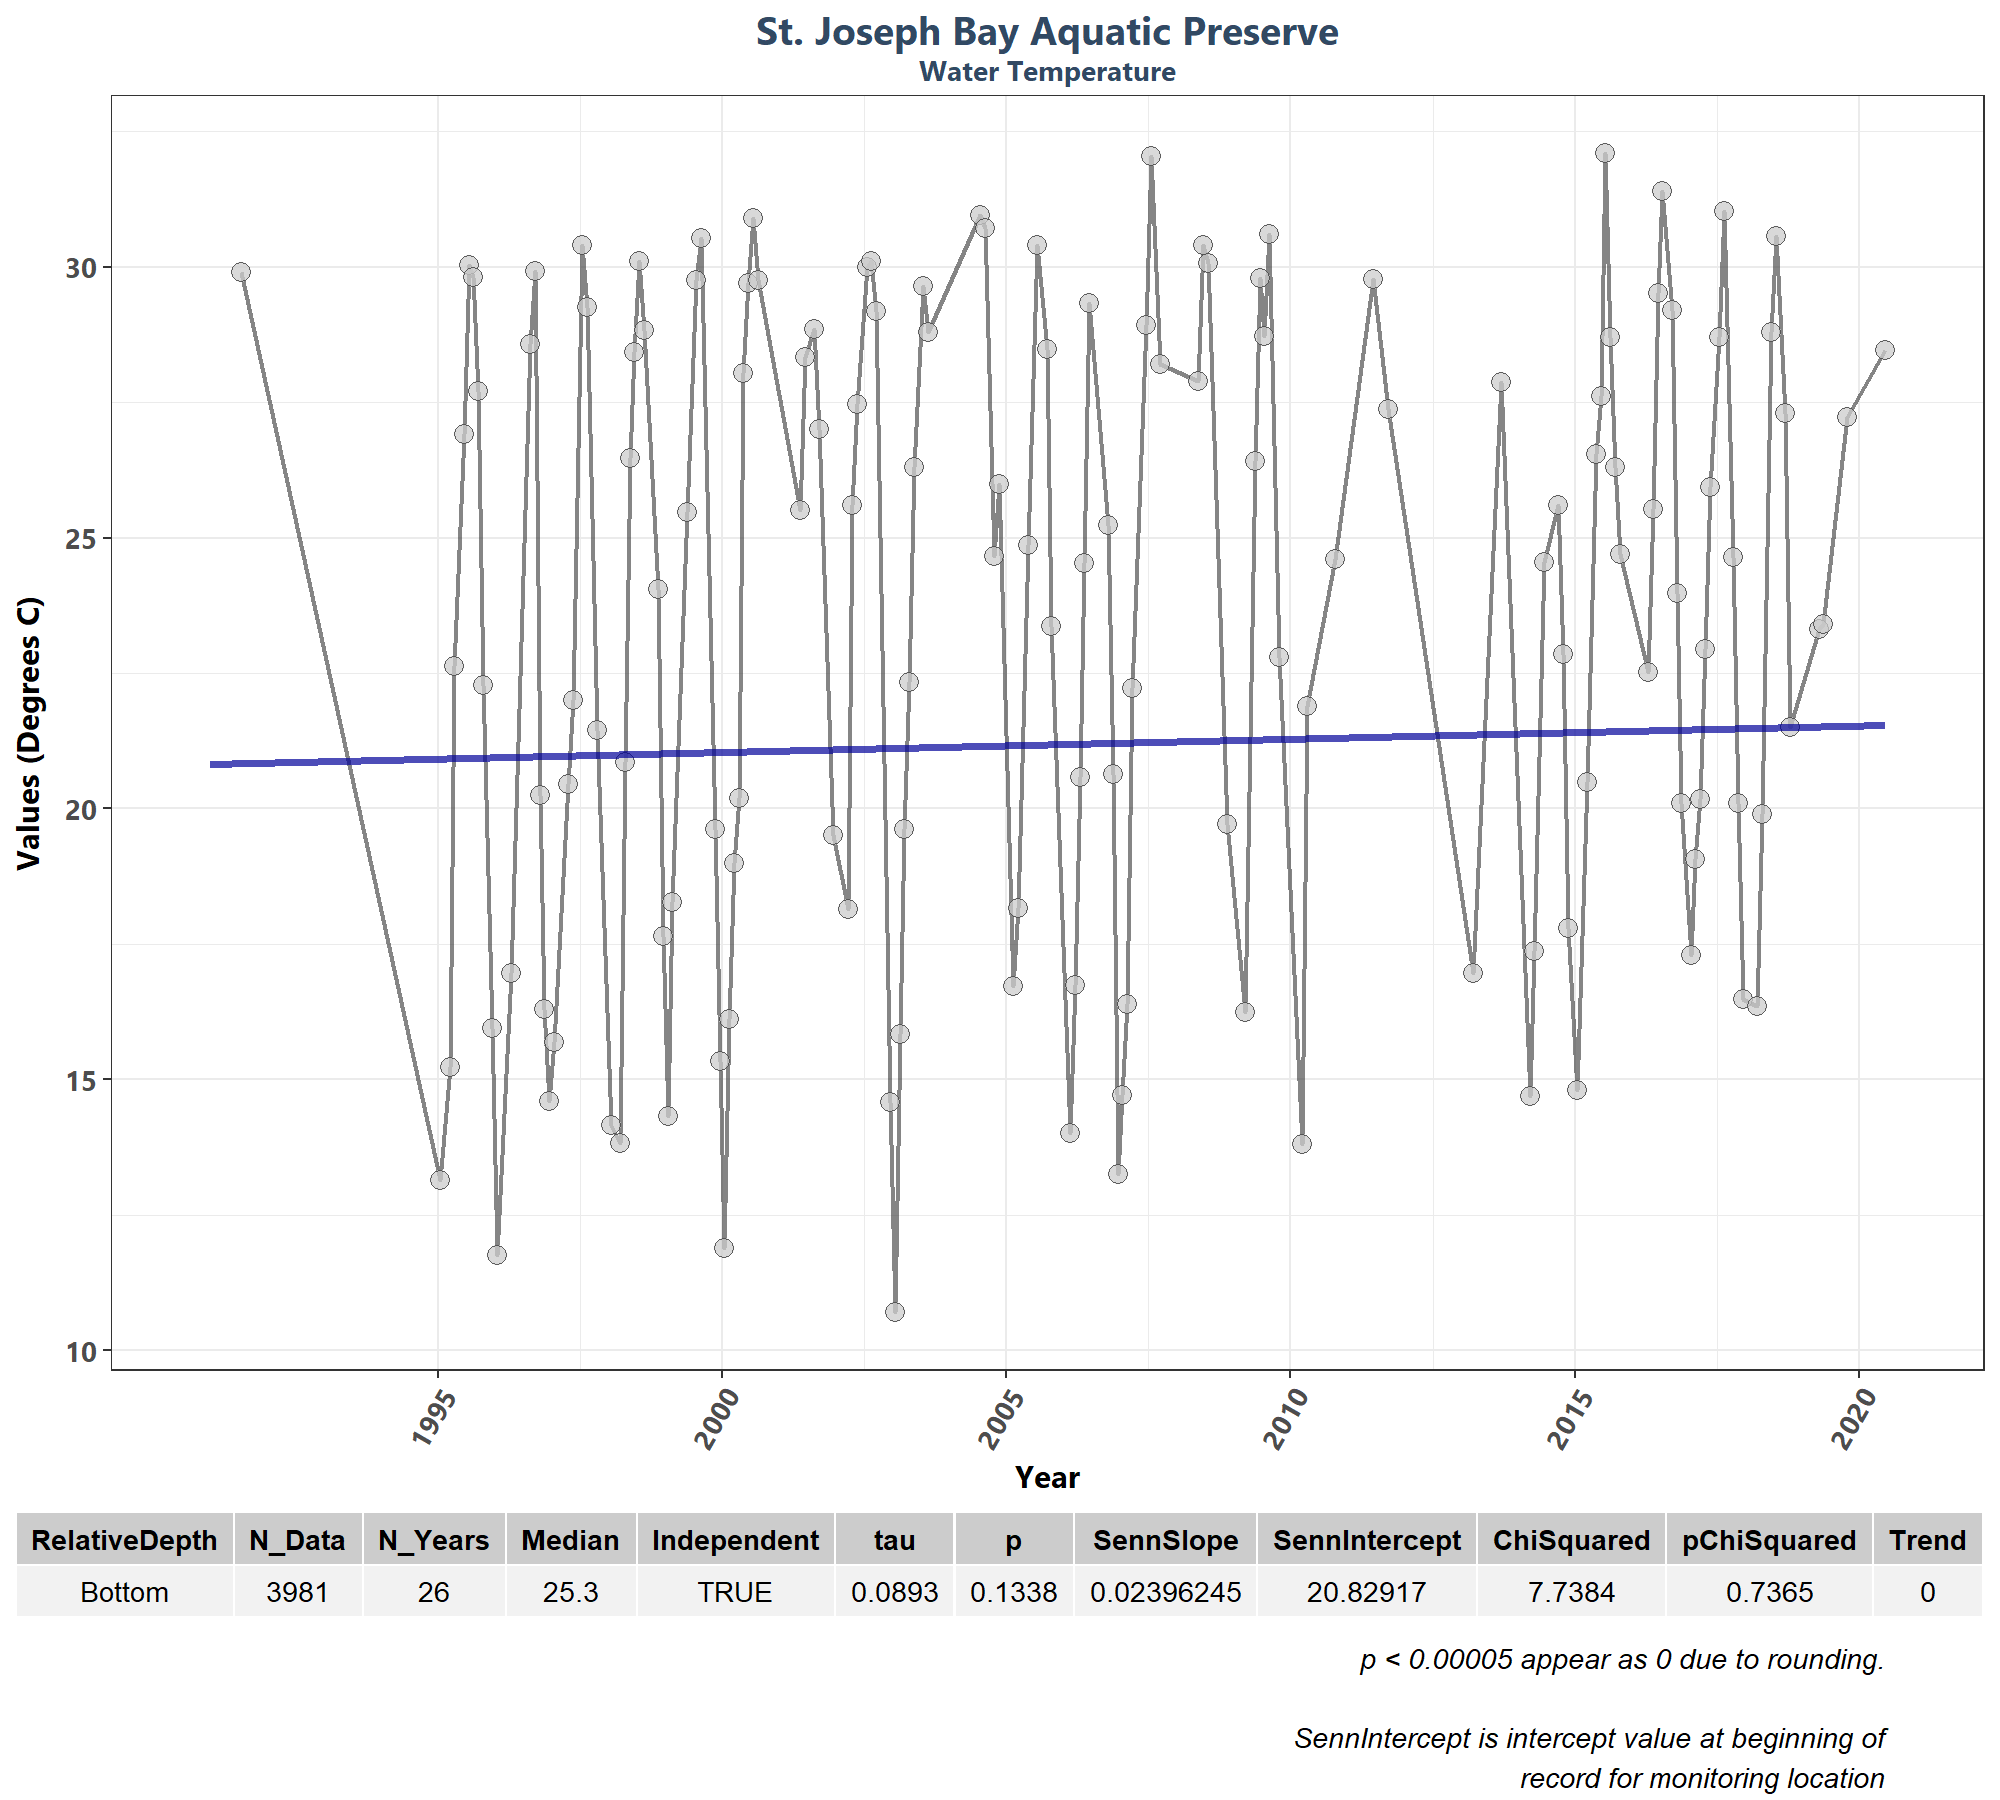 St. Joseph Bay Aquatic Preserve
Water Temperature
Values (Degrees C)
30
25
20
15
10
1995 2000 2005 2010 2015 2020
Year
RelativeDepth N_Data N_Years Median Independent tau p SennSlope SennIntercept ChiSquared pChiSquared Trend
Bottom 3981 26 25.3 TRUE 0.0893 0.1338 0.02396245 20.82917 7.7384 0.7365 0
p < 0.00005 appear as 0 due to rounding.
SennIntercept is intercept value at beginning of
record for monitoring location